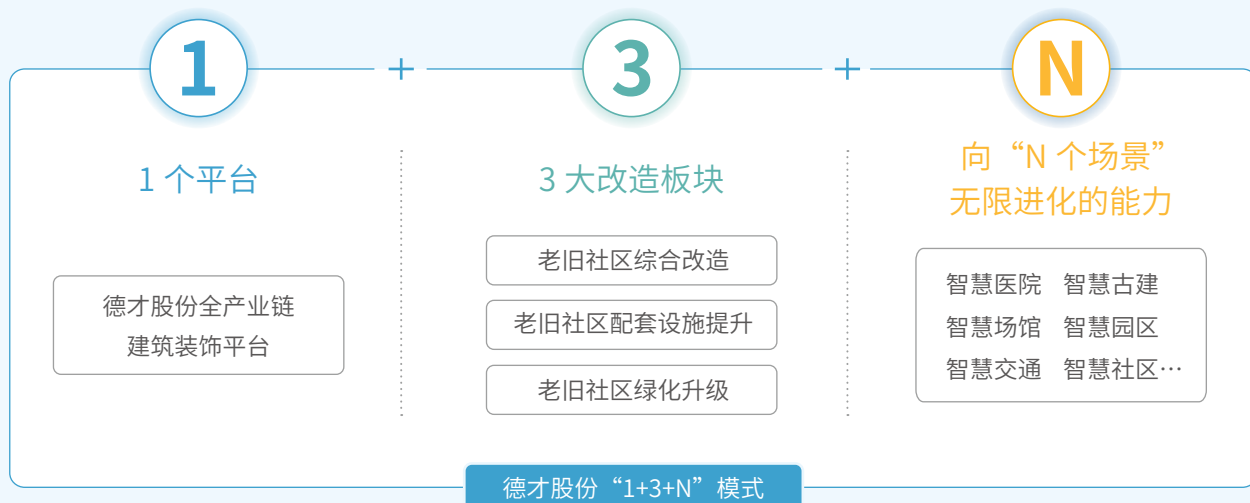 1
+
3
+
N
1 个平台
德才股份全产业链
建筑装饰平台
3 大改造板块
老旧社区综合改造
老旧社区配套设施提升
老旧社区绿化升级
向“N 个场景”
无限进化的能力
智慧医院 智慧古建
智慧场馆 智慧园区
智慧交通 智慧社区…
德才股份“1+3+N”模式